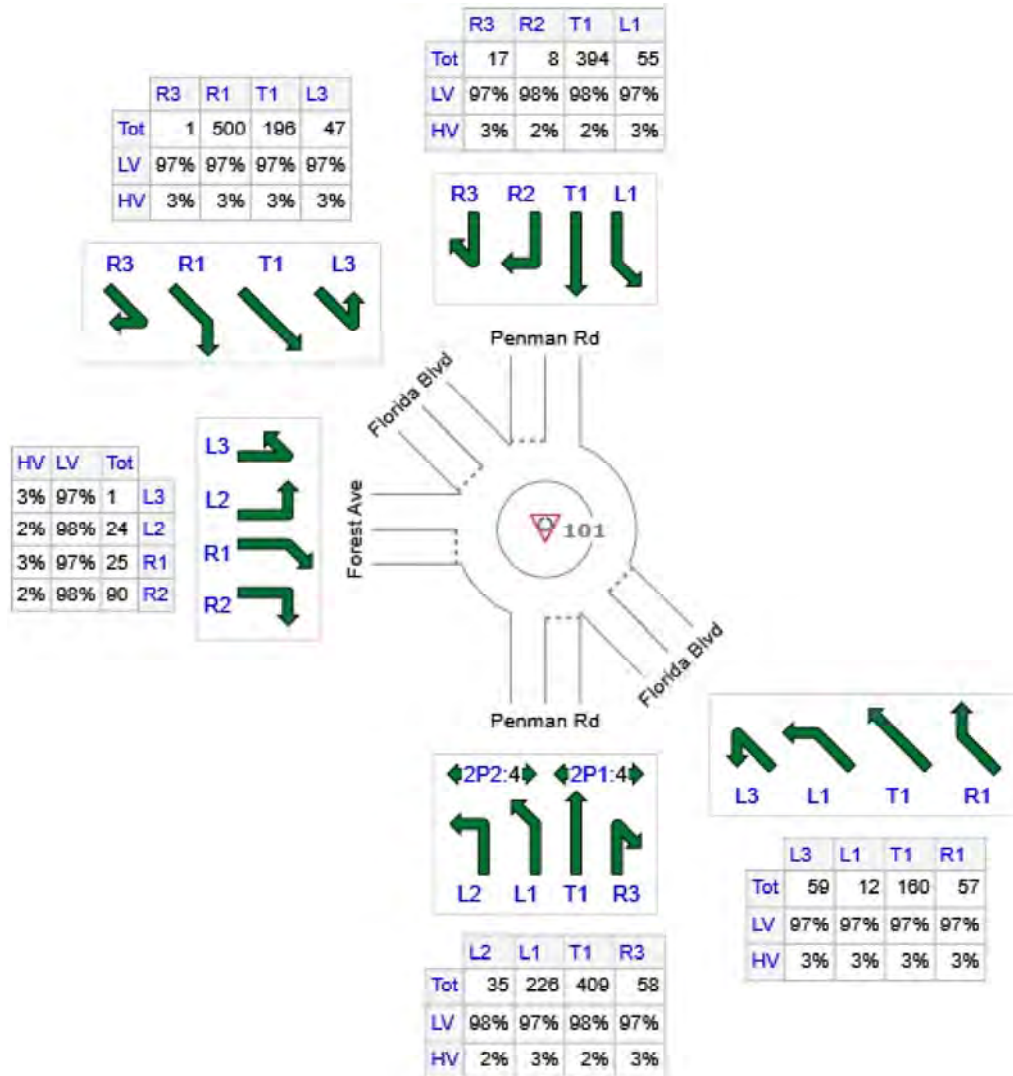 R3 R2 T1 L1
Tot 17 8 394 55
LV 97% 98% 98% 97%
HV 3% 2% 2% 3%
R3 R1 T1 L3
Tot 1 500 196 47
LV 97% 97% 97% 97%
HV 3% 3% 3% 3%
R3 R2 T1 L1
R3 R1 T1 L3
Penman Rd
Florida Blvd
HV LV Tot
3% 97% 1 L3
2% 98% 24 L2
3% 97% 25 R1
2% 98% 90 R2
L3
L2
R1
R2
Forest Ave
101
Florida Blvd
Penman Rd
2P2:4 2P1:4
L2 L1 T1 R3
L3 L1 T1 R1
L3 L1 T1 R1
Tot 59 12 160 57
LV 97% 97% 97% 97%
HV 3% 3% 3% 3%
L2 L1 T1 R3
Tot 35 226 409 58
LV 98% 97% 98% 97%
HV 2% 3% 2% 3%